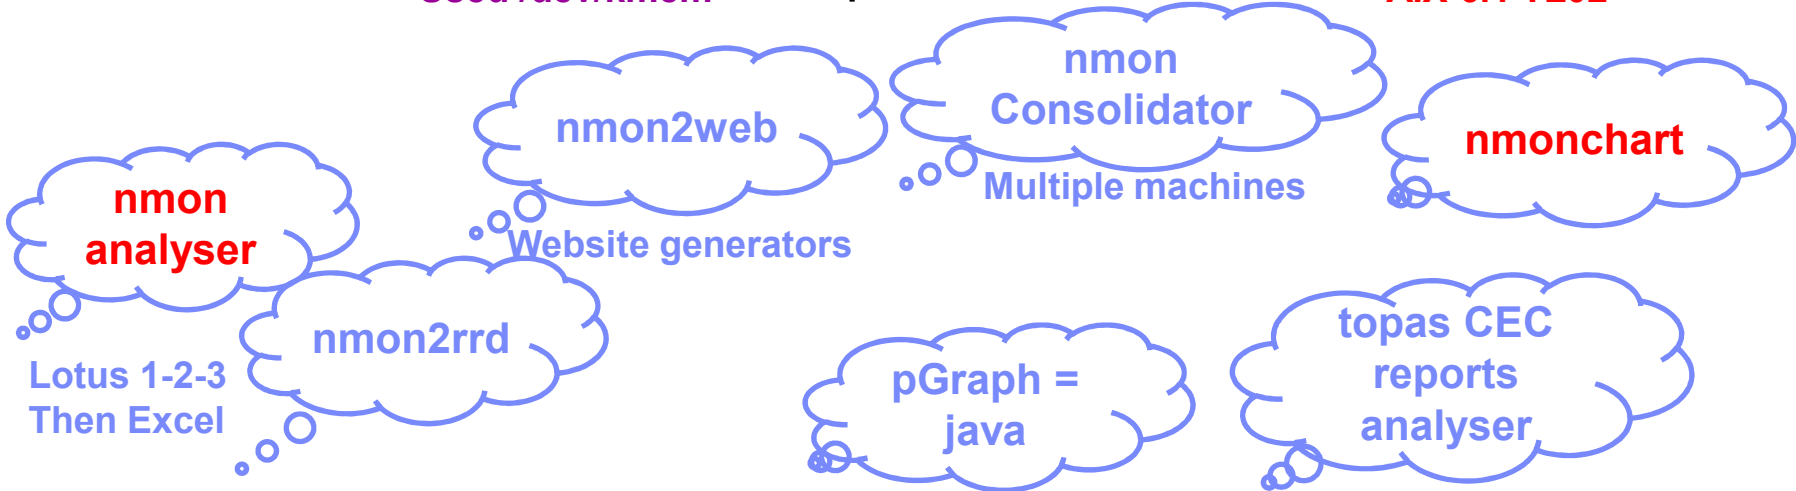 nmon
Consolidator
nmon2web
nmonchart
Multiple machines
nmon
analyser
Website generators
nmon2rrd
topas CEC
reports
analyser
Lotus 1-2-3
Then Excel
pGraph =
java